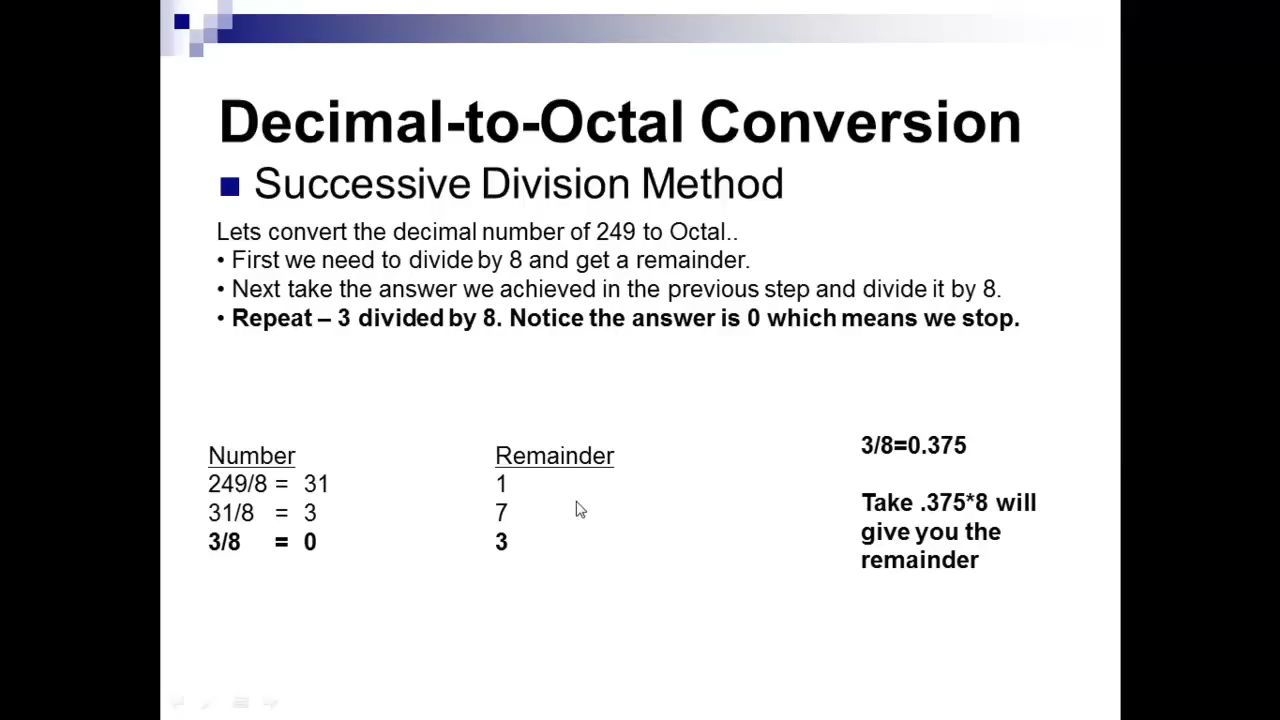 Decimal-to-Octal Conversion
Successive Division Method
Lets convert the decimal number of 249 to Octal..
• First we need to divide by 8 and get a remainder.
• Next take the answer we achieved in the previous step and divide it by 8.
• Repeat – 3 divided by 8. Notice the answer is 0 which means we stop.
Number Remainder
249/8 = 31 1
31/8 = 3 7
3/8 = 0 3
3/8=0.375
Take .375*8 will
give you the
remainder